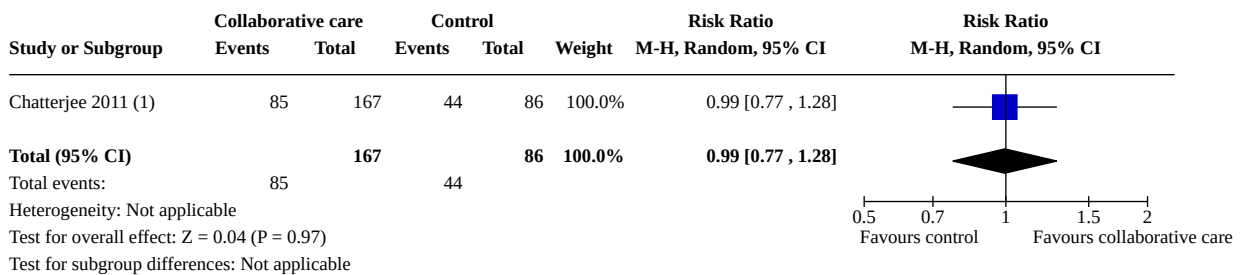 Collaborative care Control Risk Ratio Risk Ratio
Study or Subgroup Events Total Events Total Weight M-H, Random, 95% CI M-H, Random, 95% CI
Chatterjee 2011 (1) 85 167 44 86 100.0% 0.99 [0.77 , 1.28]
Total (95% CI) 167 86 100.0% 0.99 [0.77 , 1.28]
Total events: 85 44
Heterogeneity: Not applicable
0.5 0.7 1 1.5 2
Test for overall effect: Z = 0.04 (P = 0.97) Favours control Favours collaborative care
Test for subgroup differences: Not applicable